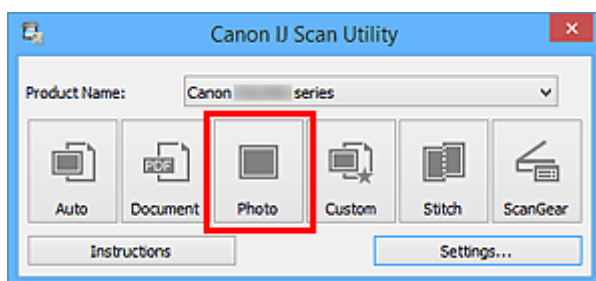 Canon IJ Scan Utility
Product Name: Canon series
Auto
PDF
Document
Photo
Custom
Stitch
ScanGear
Instructions
Settings...